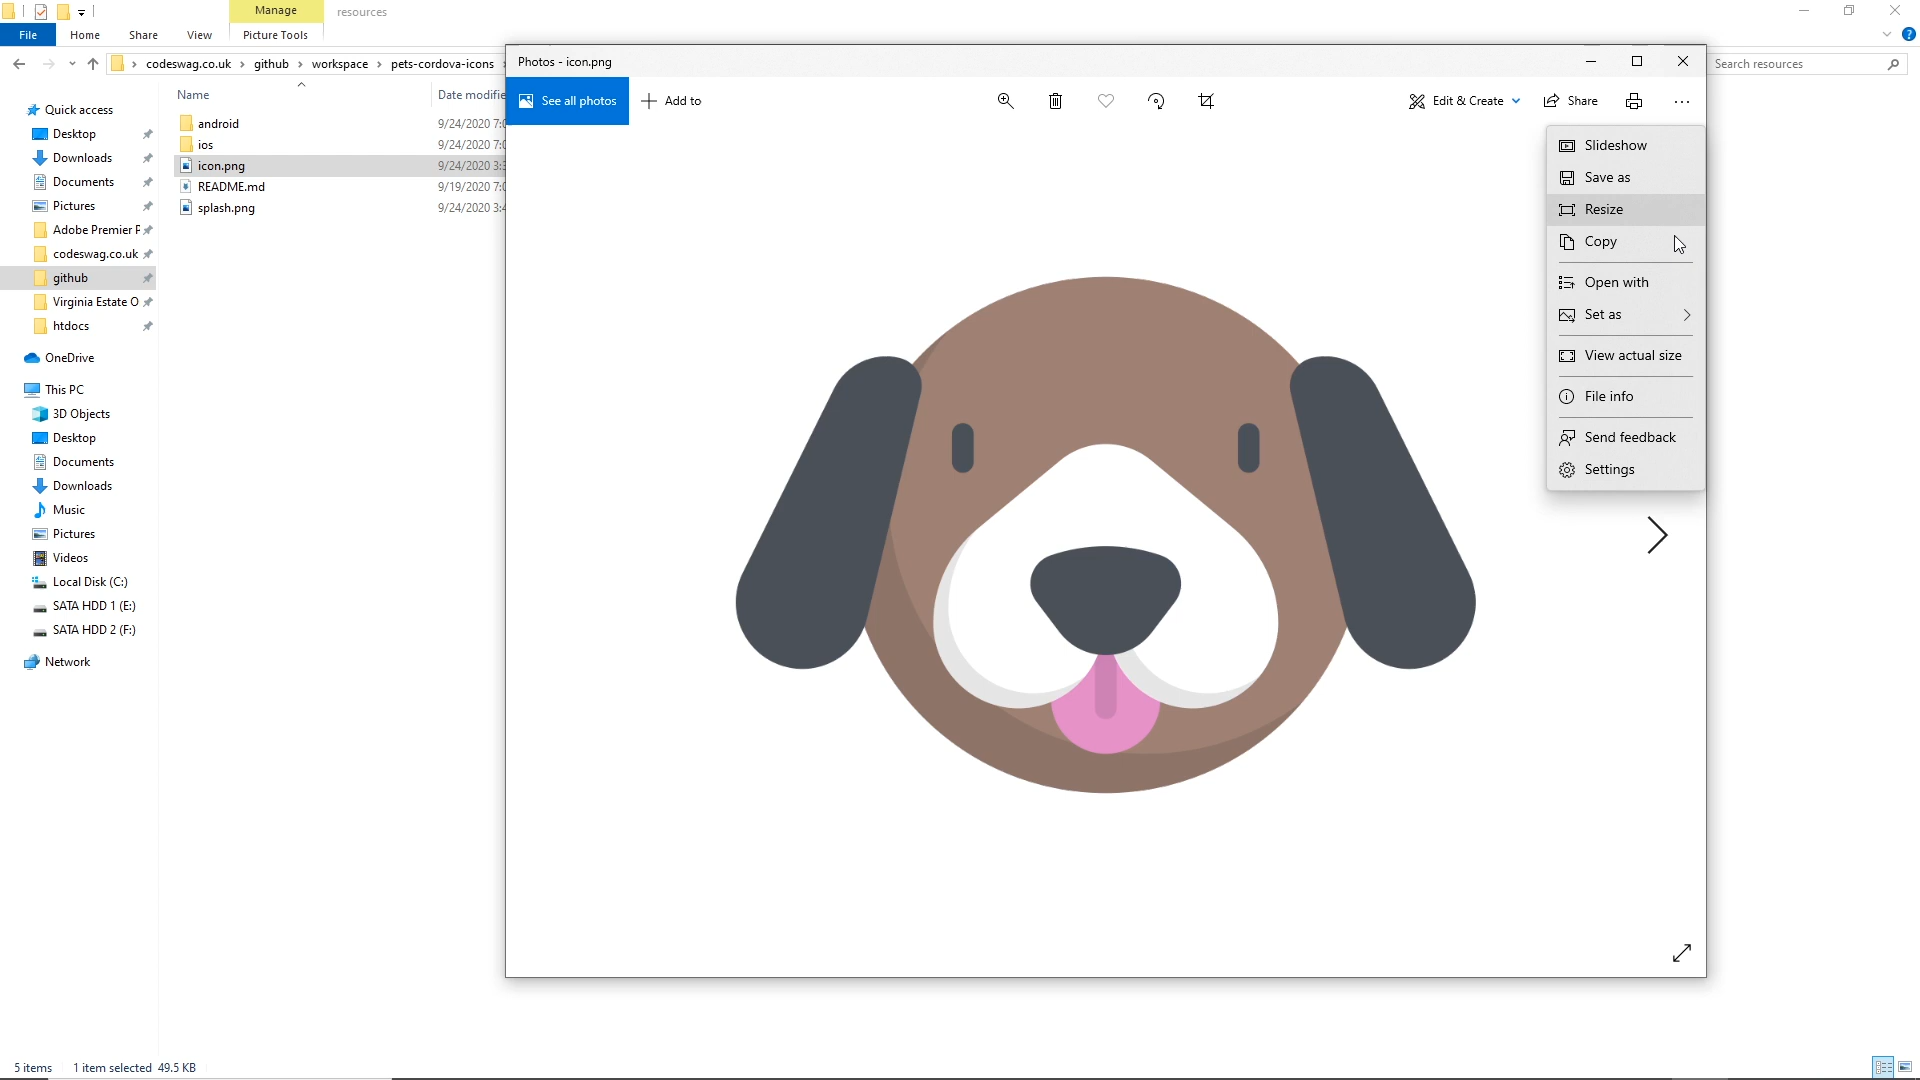 Manage
resources
File
Home
Share
View
Picture Tools
codeswag.co.uk
github
workspace
pets-cordova-icons
Photos - icon.png
Search resources
See all photos
Add to
Edit & Create
Share
Name
Date modifie
Quick access
Desktop
Downloads
Documents
Pictures
Adobe Premier P
codeswag.co.uk
github
Virginia Estate O
htdocs
OneDrive
This PC
3D Objects
Desktop
Documents
Downloads
Music
Pictures
Videos
Local Disk (C:)
SATA HDD 1 (E:)
SATA HDD 2 (F:)
Network
android
9/24/2020 7:0
ios
9/24/2020 7:0
icon.png
9/24/2020 3:3
README.md
9/19/2020 7:0
splash.png
9/24/2020 3:4
Slideshow
Save as
Resize
Copy
Open with
Set as
View actual size
File info
Send feedback
Settings
5 items
1 item selected 49.5 KB